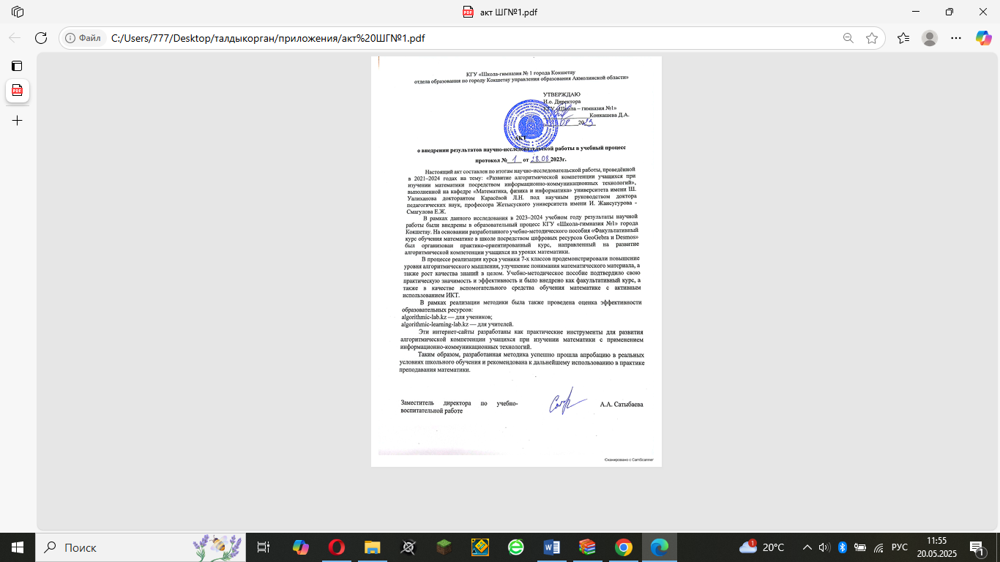 акт ШГ№1.pdf
Файл C:/Users/777/Desktop/талдыкорган/приложения/акт%20ШГ№1.pdf
КГУ «Школа-гимназия № 1 города Кокшетау
отдела образования по городу Кокшетау управления образования Акмолинской области»
УТВЕРЖДАЮ
И.о. Директора
КГУ «Школа – гимназия №1»
Конкашева Д.А.
08 2023
АКТ
о внедрении результатов научно-исследовательской работы в учебный процесс
протокол № 1 от 28.08 2023г.
Настоящий акт составлен по итогам научно-исследовательской работы, проведённой
в 2021–2024 годах на тему: «Развитие алгоритмической компетенции учащихся при
изучении математики посредством информационно-коммуникационных технологий»,
выполненной на кафедре «Математика, физика и информатика» университета имени Ш.
Уалиханова докторантом Карасёвой Л.Н. под научным руководством доктора
педагогических наук, профессора Жетысуского университета имени И. Жансугурова -
Смагулова Е.Ж.
В рамках данного исследования в 2023–2024 учебном году результаты научной
работы были внедрены в образовательный процесс КГУ «Школа-гимназия №1» города
Кокшетау. На основании разработанного учебно-методического пособия «Факультативный
курс обучения математике в школе посредством цифровых ресурсов GeoGebra и Desmos»
был организован практико-ориентированный курс, направленный на развитие
алгоритмической компетенции учащихся на уроках математики.
В процессе реализации курса ученики 7-х классов продемонстрировали повышение
уровня алгоритмического мышления, улучшение понимания математического материала, а
также рост качества знаний в целом. Учебно-методическое пособие подтвердило свою
практическую значимость и эффективность и было внедрено как факультативный курс, а
также в качестве вспомогательного средства обучения математике с активным
использованием ИКТ.
В рамках реализации методики была также проведена оценка эффективности
образовательных ресурсов:
algorithmic-lab.kz — для учеников;
algorithmic-learning-lab.kz — для учителей.
Эти интернет-сайты разработаны как практические инструменты для развития
алгоритмической компетенции учащихся при изучении математики с применением
информационно-коммуникационных технологий.
Таким образом, разработанная методика успешно прошла апробацию в реальных
условиях школьного обучения и рекомендована к дальнейшему использованию в практике
преподавания математики.
Заместитель директора по учебно-
воспитательной работе
А.А. Сатыбаева
Сканировано с CamScanner
Поиск
1
20°C
РУС
11:55
20.05.2025
1